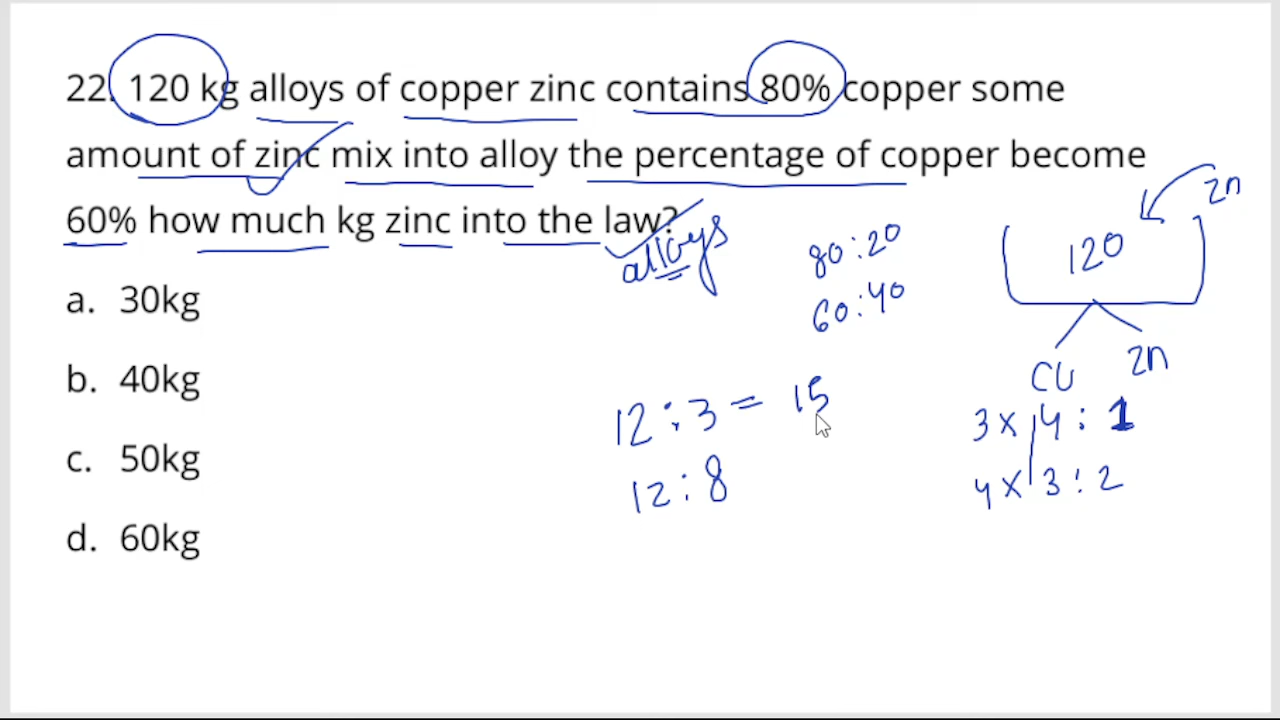 22. 120 kg alloys of copper zinc contains 80% copper some
amount of zinc mix into alloy the percentage of copper become
60% how much kg zinc into the law?
alloys
a. 30kg
b. 40kg
c. 50kg
d. 60kg
80:20
60:40
12:3=15
12:8
Zn
120
CU Zn
3x 4:1
4x 3:2